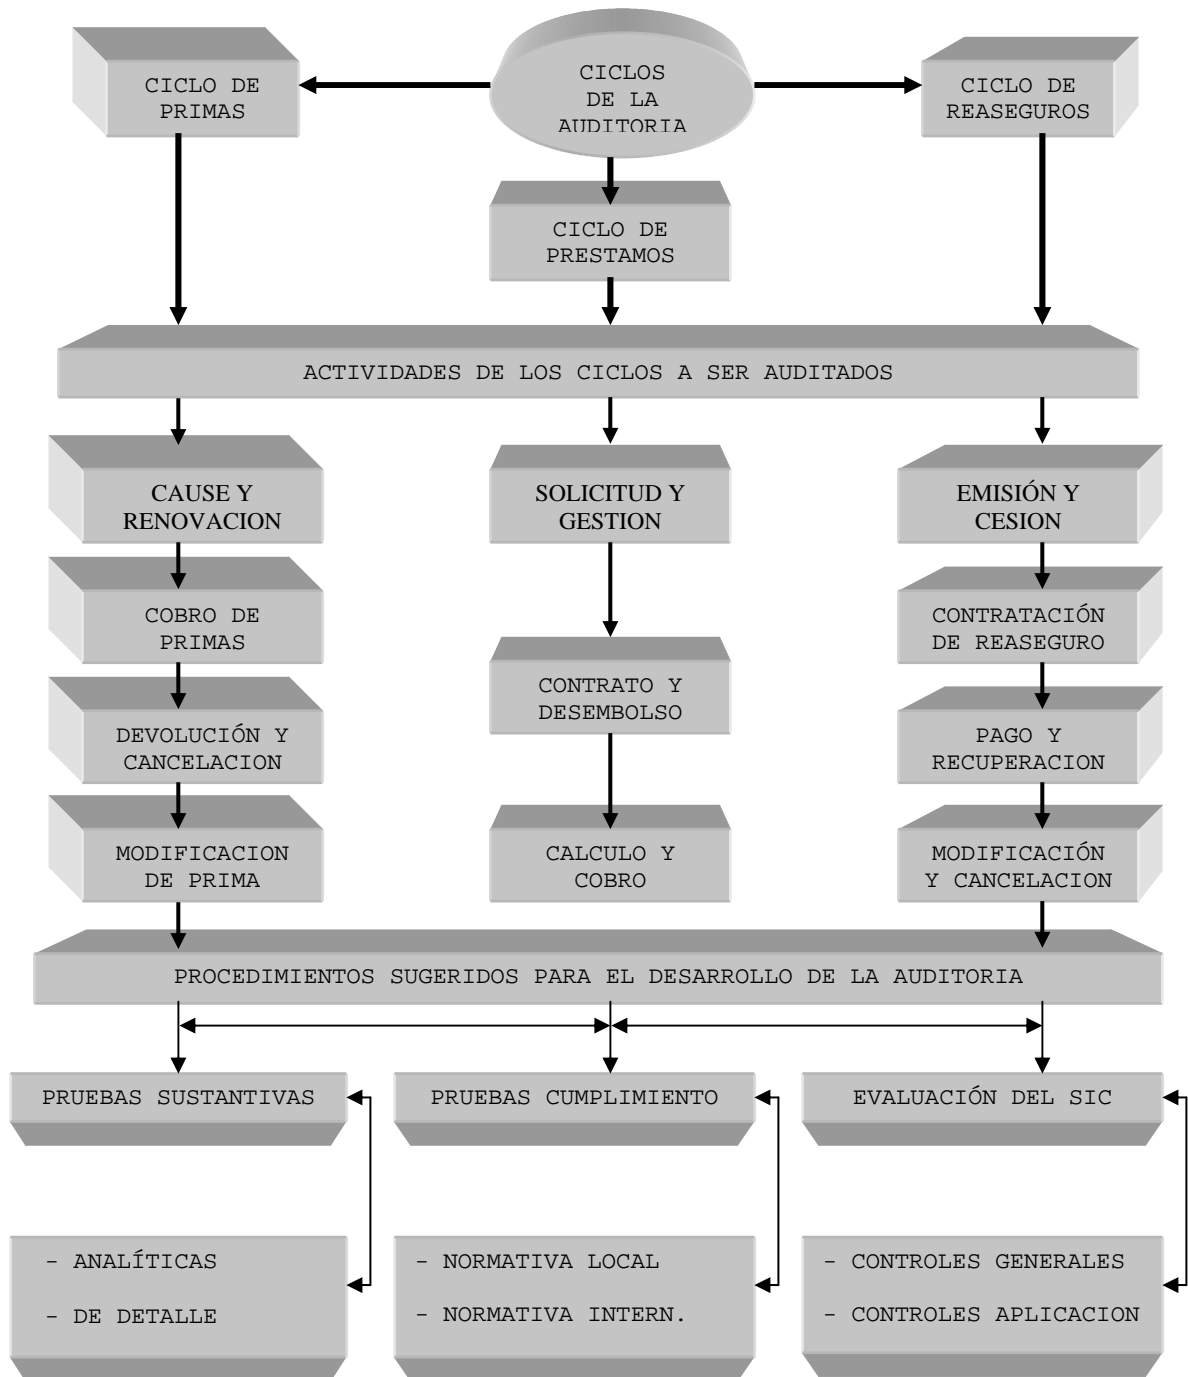 CICLO DE
PRIMAS
CICLOS
DE LA
AUDITORIA
CICLO DE
REASEGUROS
CICLO DE
PRESTAMOS
ACTIVIDADES DE LOS CICLOS A SER AUDITADOS
CAUSE Y
RENOVACION
SOLICITUD Y
GESTION
EMISIÓN Y
CESION
COBRO DE
PRIMAS
CONTRATACIÓN
DE REASEGURO
CONTRATO Y
DESEMBOLSO
DEVOLUCIÓN Y
CANCELACION
PAGO Y
RECUPERACION
MODIFICACION
DE PRIMA
CALCULO Y
COBRO
MODIFICACIÓN
Y CANCELACION
PROCEDIMIENTOS SUGERIDOS PARA EL DESARROLLO DE LA AUDITORIA
PRUEBAS SUSTANTIVAS
PRUEBAS CUMPLIMIENTO
EVALUACIÓN DEL SIC
- ANALÍTICAS
- DE DETALLE
- NORMATIVA LOCAL
- NORMATIVA INTERN.
- CONTROLES GENERALES
- CONTROLES APLICACION